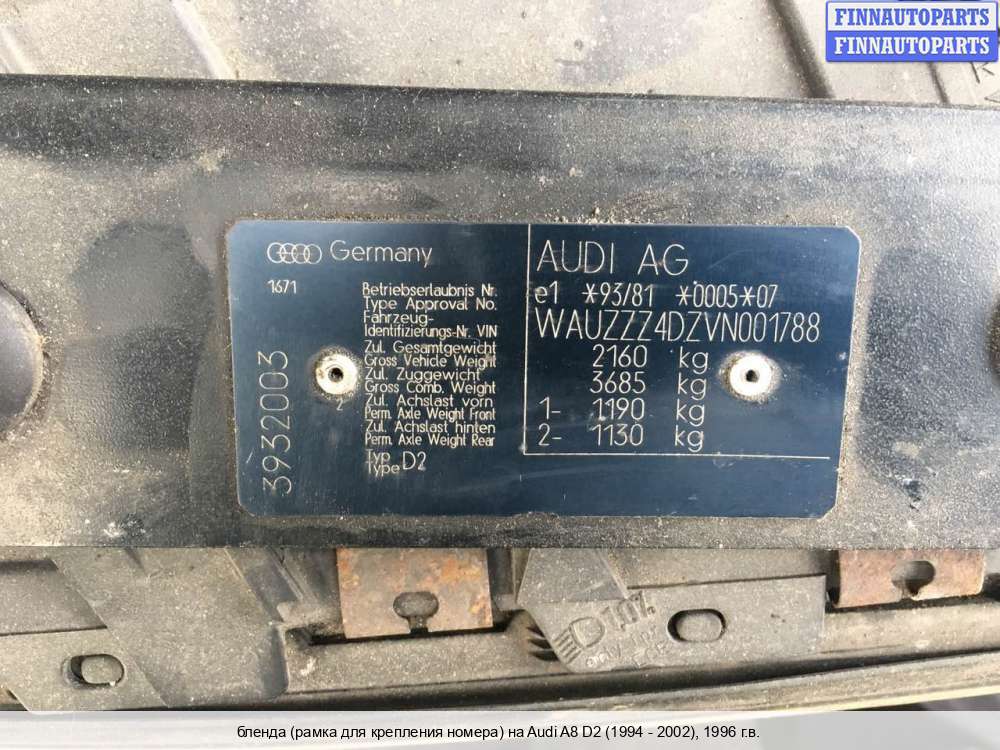 FINNAUTOPARTS
FINNAUTOPARTS
Germany
1671
Betriebserlaubnis Nr.
Type Approval No.
Fahrzeug-
Identifizierungs-Nr. VIN
Zul. Gesamtgewicht
Gross Vehicle Weight
Zul. Zuggewicht
Gross Comb. Weight
Zul. Achslast vorn
Perm. Axle Weight Front
Zul. Achslast hinten
Perm. Axle Weight Rear
Typ
Type D2
3932003
2
AUDI AG
e1 *93/81 *0005*07
WAUZZZ4DZVN001788
2160 kg
3685 kg
1- 1190 kg
2- 1130 kg
бленда (рамка для крепления номера) на Audi A8 D2 (1994 - 2002), 1996 г.в.